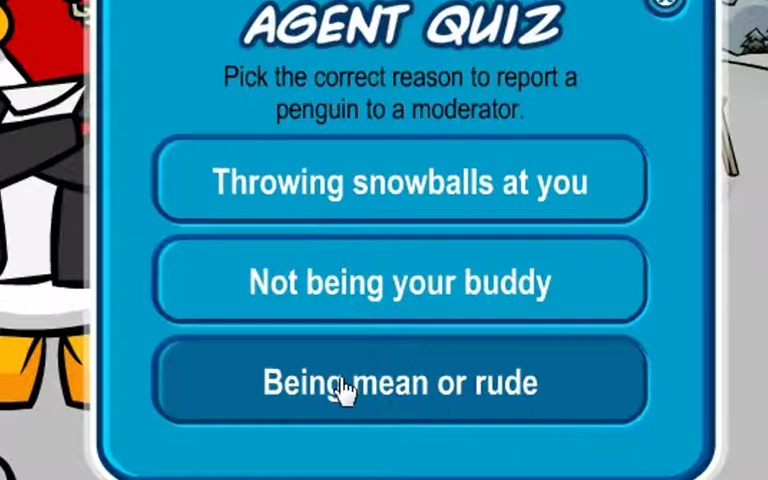 AGENT QUIZ
Pick the correct reason to report a
penguin to a moderator.
Throwing snowballs at you
Not being your buddy
Being mean or rude